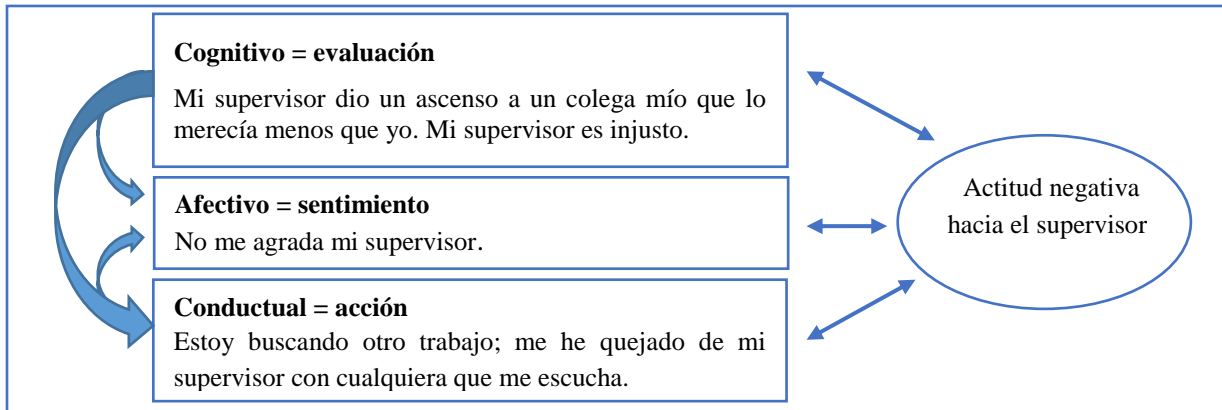 Cognitivo = evaluación
Mi supervisor dio un ascenso a un colega mío que lo
merecía menos que yo. Mi supervisor es injusto.
Afectivo = sentimiento
No me agrada mi supervisor.
Conductual = acción
Estoy buscando otro trabajo; me he quejado de mi
supervisor con cualquiera que me escucha.
Actitud negativa
hacia el supervisor